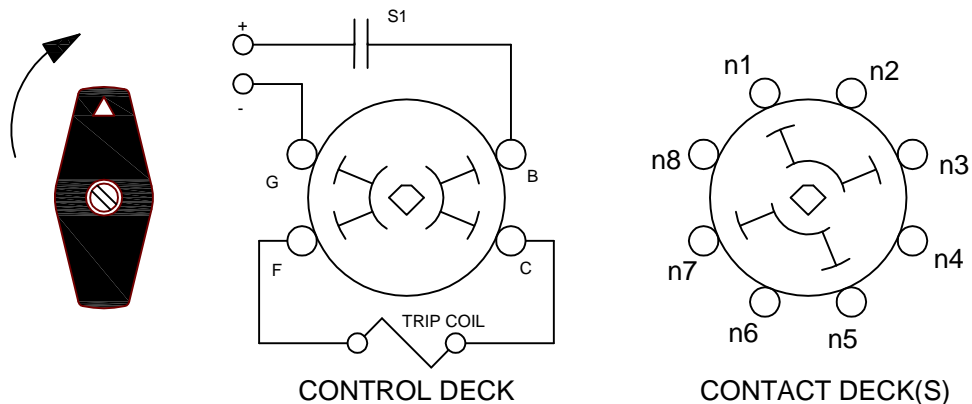 S1
+
-
G
B
F
C
TRIP COIL
CONTROL DECK
n1
n2
n8
n3
n7
n4
n6
n5
CONTACT DECK(S)